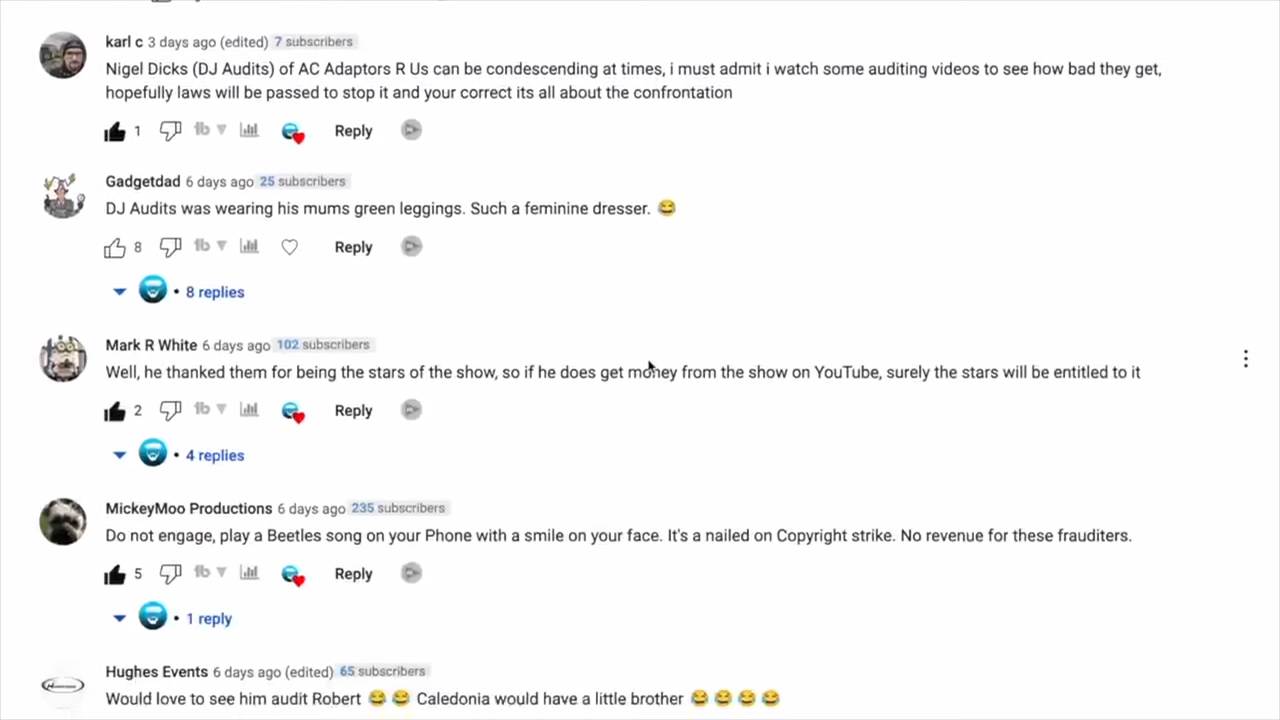 karl c 3 days ago (edited) 7 subscribers
Nigel Dicks (DJ Audits) of AC Adaptors R Us can be condescending at times, i must admit i watch some auditing videos to see how bad they get,
hopefully laws will be passed to stop it and your correct its all about the confrontation
1 tb Reply
Gadgetdad 6 days ago 25 subscribers
DJ Audits was wearing his mums green leggings. Such a feminine dresser. 😂
8 tb Reply
• 8 replies
Mark R White 6 days ago 102 subscribers
Well, he thanked them for being the stars of the show, so if he does get money from the show on YouTube, surely the stars will be entitled to it
2 tb Reply
• 4 replies
MickeyMoo Productions 6 days ago 235 subscribers
Do not engage, play a Beetles song on your Phone with a smile on your face. It's a nailed on Copyright strike. No revenue for these frauditers.
5 tb Reply
• 1 reply
Hughes Events 6 days ago (edited) 65 subscribers
Would love to see him audit Robert 😂 😂 Caledonia would have a little brother 😂 😂 😂 😂